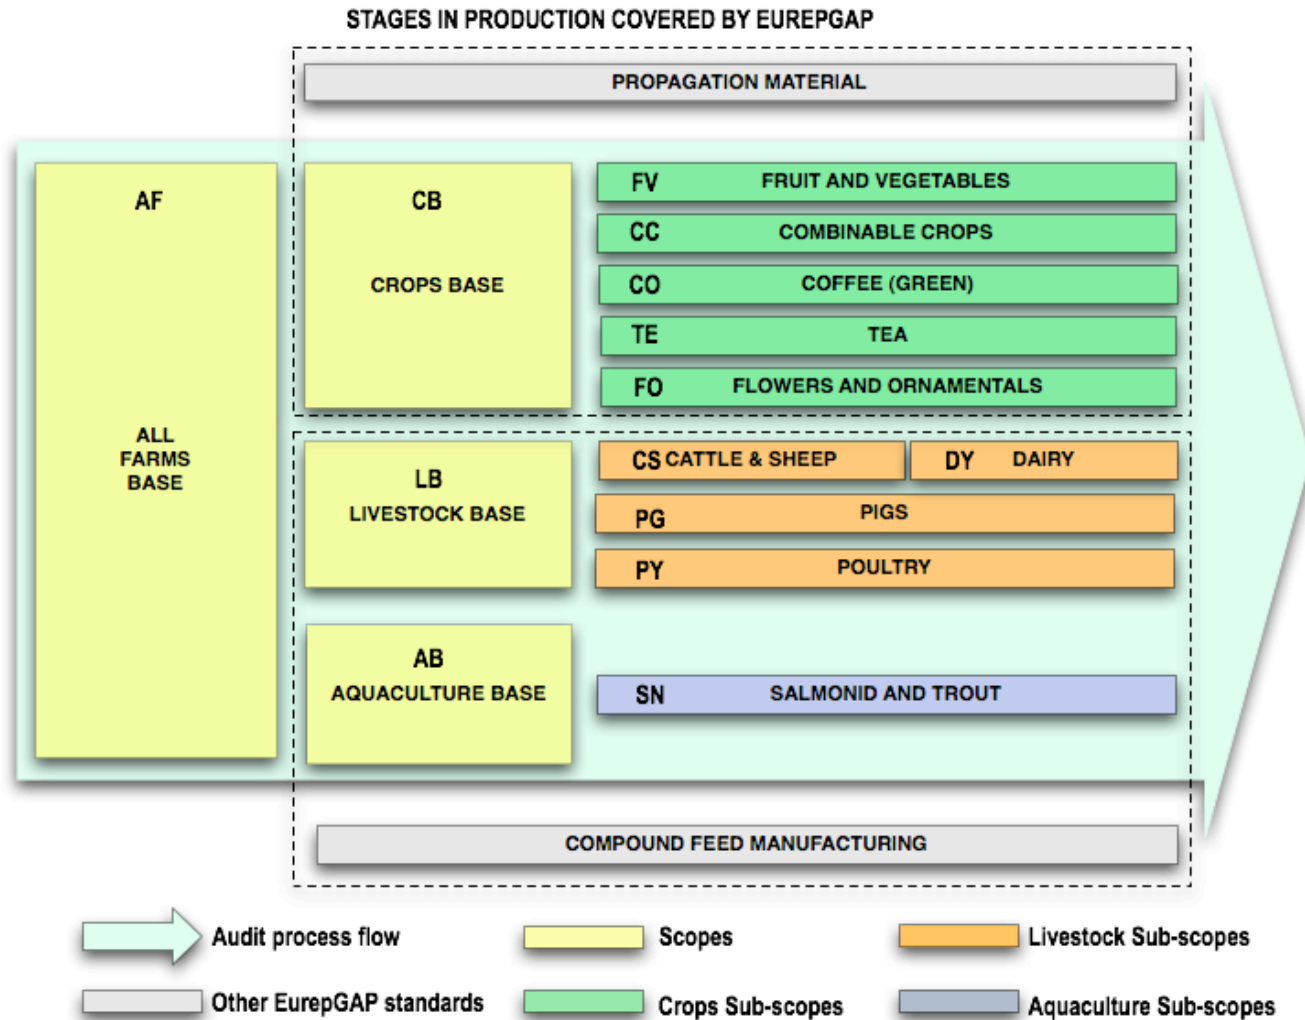 STAGES IN PRODUCTION COVERED BY EUREPGAP
PROPAGATION MATERIAL
AF
ALL
FARMS
BASE
CB
CROPS BASE
FV FRUIT AND VEGETABLES
CC COMBINABLE CROPS
CO COFFEE (GREEN)
TE TEA
FO FLOWERS AND ORNAMENTALS
LB
LIVESTOCK BASE
CS CATTLE & SHEEP
DY DAIRY
PG PIGS
PY POULTRY
AB
AQUACULTURE BASE
SN SALMONID AND TROUT
COMPOUND FEED MANUFACTURING
Audit process flow
Scopes
Livestock Sub-scopes
Other EurepGAP standards
Crops Sub-scopes
Aquaculture Sub-scopes